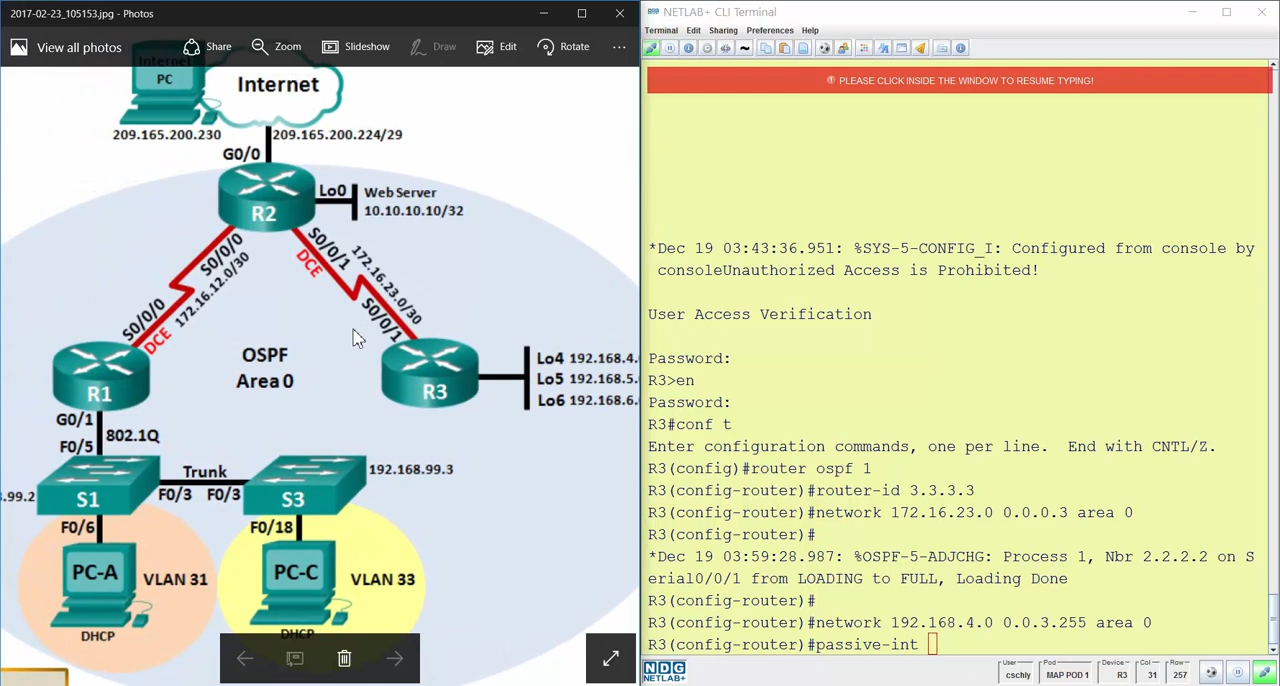 2017-02-23_105153.jpg - Photos
View all photos
Share
Zoom
Slideshow
Draw
Edit
Rotate
Internet
PC
Internet
209.165.200.230
209.165.200.224/29
G0/0
Lo0
Web Server
10.10.10.10/32
R2
S0/0/0
S0/0/1
DCE
172.16.12.0/30
172.16.23.0/30
S0/0/0
DCE
S0/0/1
OSPF
Area 0
R1
R3
Lo4 192.168.4.
Lo5 192.168.5.
Lo6 192.168.6.
G0/1
F0/5
802.1Q
Trunk
192.168.99.3
.99.2
S1
F0/3
F0/3
S3
F0/6
F0/18
PC-A
VLAN 31
PC-C
VLAN 33
DHCP
DHCP
NETLAB+ CLI Terminal
Terminal Edit Sharing Preferences Help
PLEASE CLICK INSIDE THE WINDOW TO RESUME TYPING!
*Dec 19 03:43:36.951: %SYS-5-CONFIG_I: Configured from console by
consoleUnauthorized Access is Prohibited!
User Access Verification
Password:
R3>en
Password:
R3#conf t
Enter configuration commands, one per line.  End with CNTL/Z.
R3(config)#router ospf 1
R3(config-router)#router-id 3.3.3.3
R3(config-router)#network 172.16.23.0 0.0.0.3 area 0
R3(config-router)#
*Dec 19 03:59:28.987: %OSPF-5-ADJCHG: Process 1, Nbr 2.2.2.2 on S
erial0/0/1 from LOADING to FULL, Loading Done
R3(config-router)#
R3(config-router)#network 192.168.4.0 0.0.3.255 area 0
R3(config-router)#passive-int
NDG
NETLAB+
User
cschly
Pod
MAP POD 1
Device
R3
Col
31
Row
257